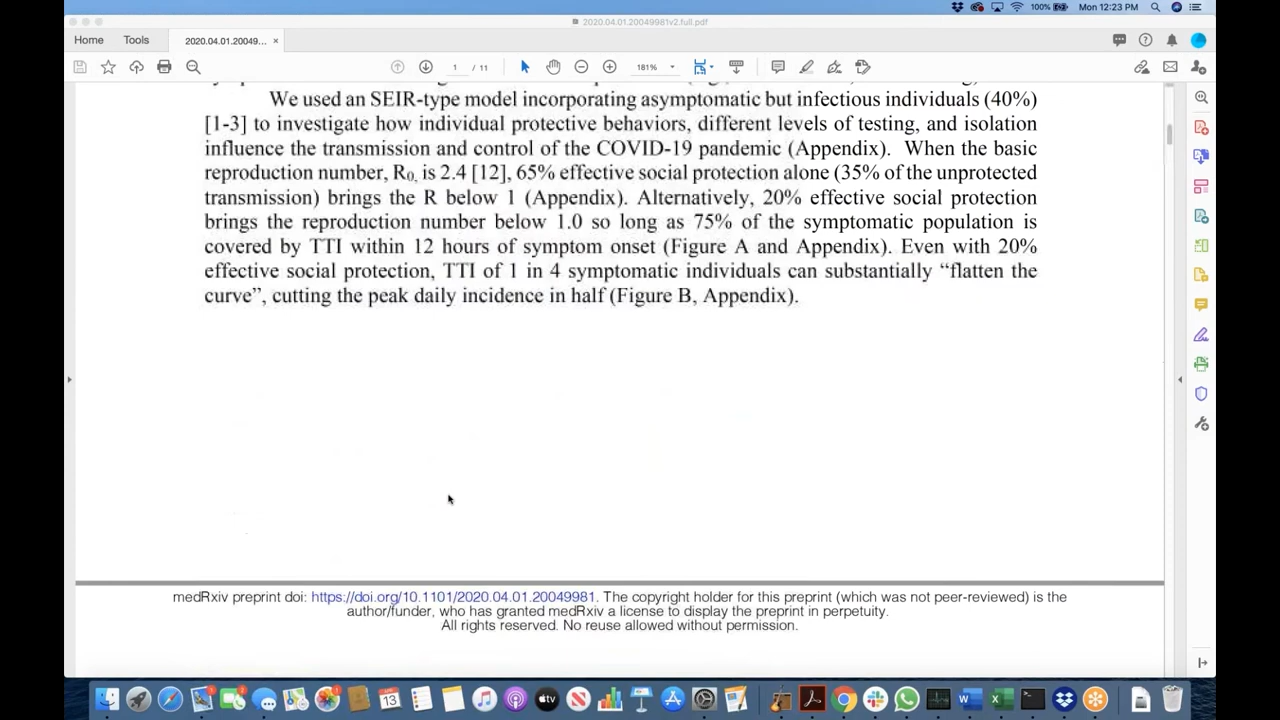 100%
Mon 12:23 PM
2020.04.01.20049981v2.full.pdf
Home
Tools
2020.04.01.20049...
×
1 / 11
181%
We used an SEIR-type model incorporating asymptomatic but infectious individuals (40%)
[1-3] to investigate how individual protective behaviors, different levels of testing, and isolation
influence the transmission and control of the COVID-19 pandemic (Appendix). When the basic
reproduction number, R0, is 2.4 [12], 65% effective social protection alone (35% of the unprotected
transmission) brings the R below 1 (Appendix). Alternatively, 20% effective social protection
brings the reproduction number below 1.0 so long as 75% of the symptomatic population is
covered by TTI within 12 hours of symptom onset (Figure A and Appendix). Even with 20%
effective social protection, TTI of 1 in 4 symptomatic individuals can substantially “flatten the
curve”, cutting the peak daily incidence in half (Figure B, Appendix).
medRxiv preprint doi: https://doi.org/10.1101/2020.04.01.20049981. The copyright holder for this preprint (which was not peer-reviewed) is the
author/funder, who has granted medRxiv a license to display the preprint in perpetuity.
All rights reserved. No reuse allowed without permission.
13
tv